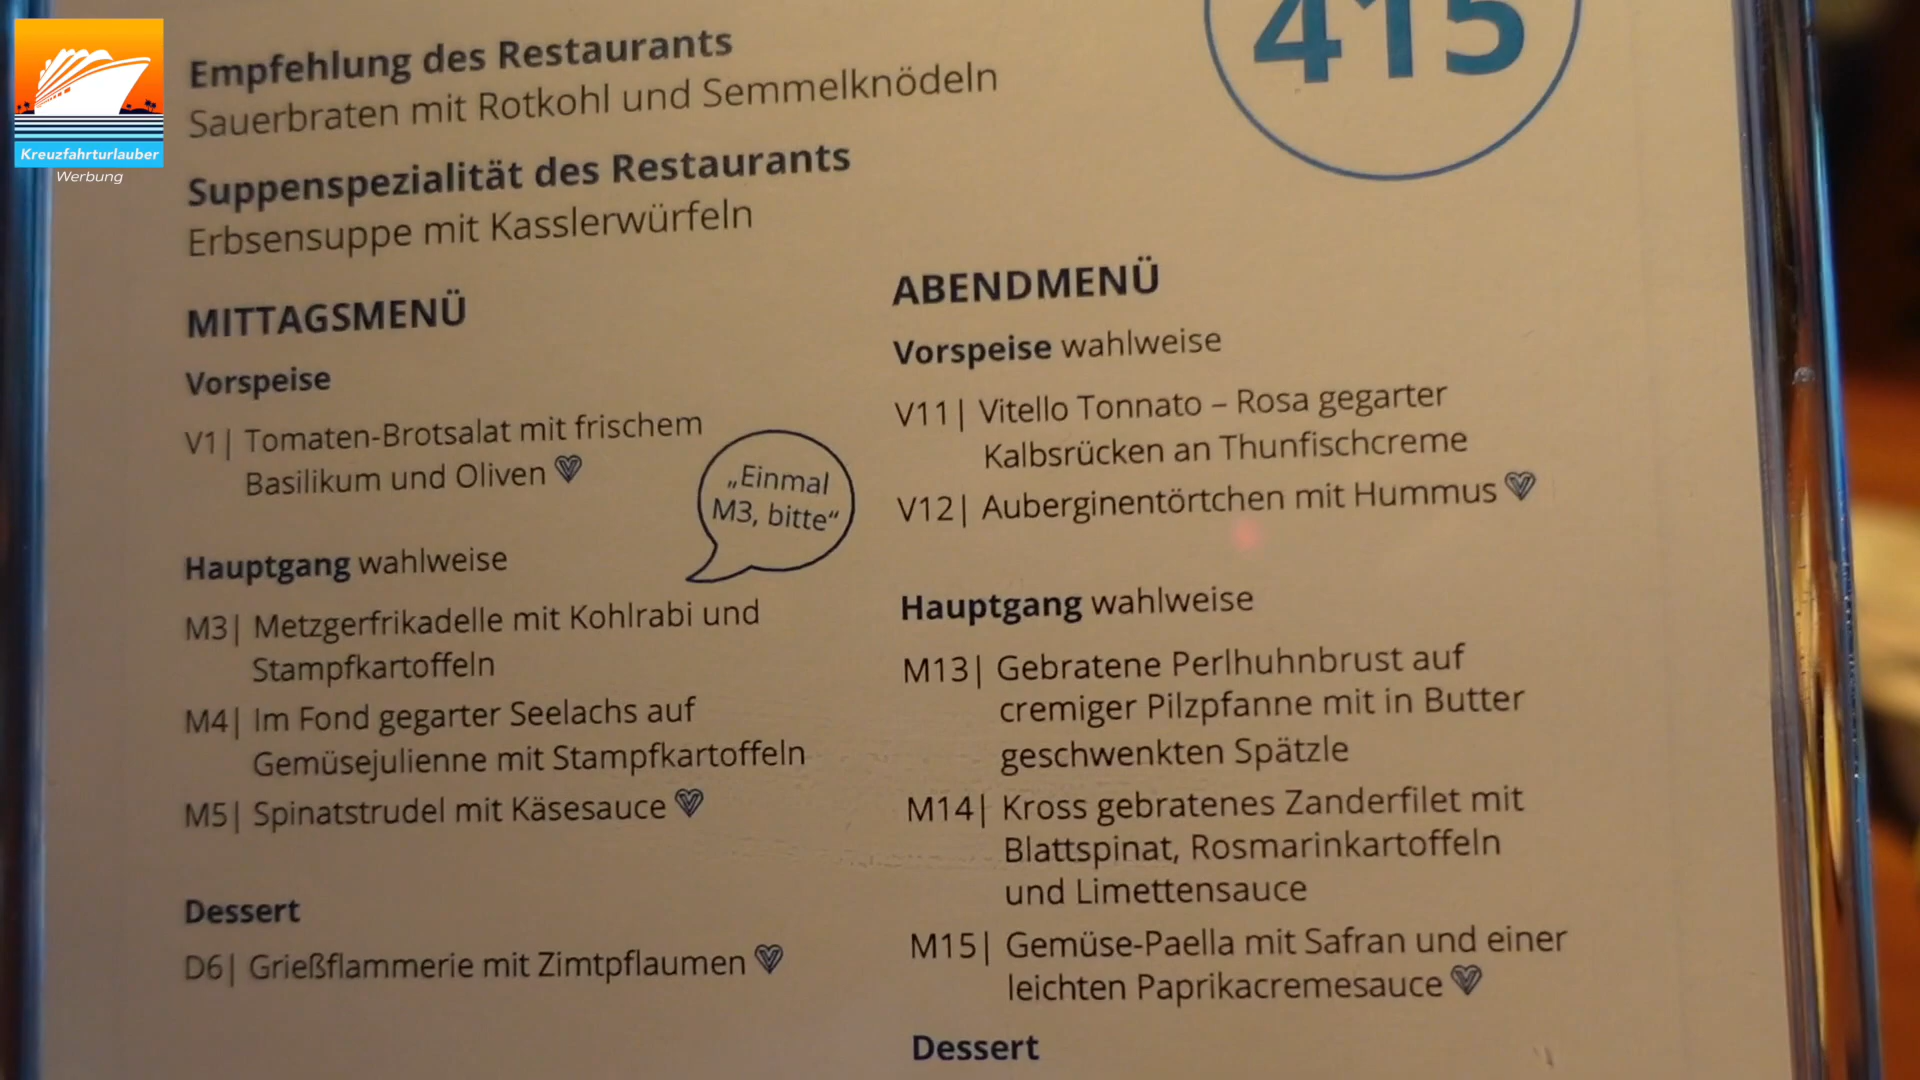 Kreuzfahrturlauber
Werbung
415
Empfehlung des Restaurants
Sauerbraten mit Rotkohl und Semmelknödeln
Suppenspezialität des Restaurants
Erbsensuppe mit Kasslerwürfeln
MITTAGSMENÜ
Vorspeise
V1| Tomaten-Brotsalat mit frischem
Basilikum und Oliven
„Einmal
M3, bitte“
Hauptgang wahlweise
M3| Metzgerfrikadelle mit Kohlrabi und
Stampfkartoffeln
M4| Im Fond gegarter Seelachs auf
Gemüsejulienne mit Stampfkartoffeln
M5| Spinatstrudel mit Käsesauce
Dessert
D6| Grießflammerie mit Zimtpflaumen
ABENDMENÜ
Vorspeise wahlweise
V11| Vitello Tonnato – Rosa gegarter
Kalbsrücken an Thunfischcreme
V12| Auberginentörtchen mit Hummus
Hauptgang wahlweise
M13| Gebratene Perlhuhnbrust auf
cremiger Pilzpfanne mit in Butter
geschwenkten Spätzle
M14| Kross gebratenes Zanderfilet mit
Blattspinat, Rosmarinkartoffeln
und Limettensauce
M15| Gemüse-Paella mit Safran und einer
leichten Paprikacremesauce
Dessert